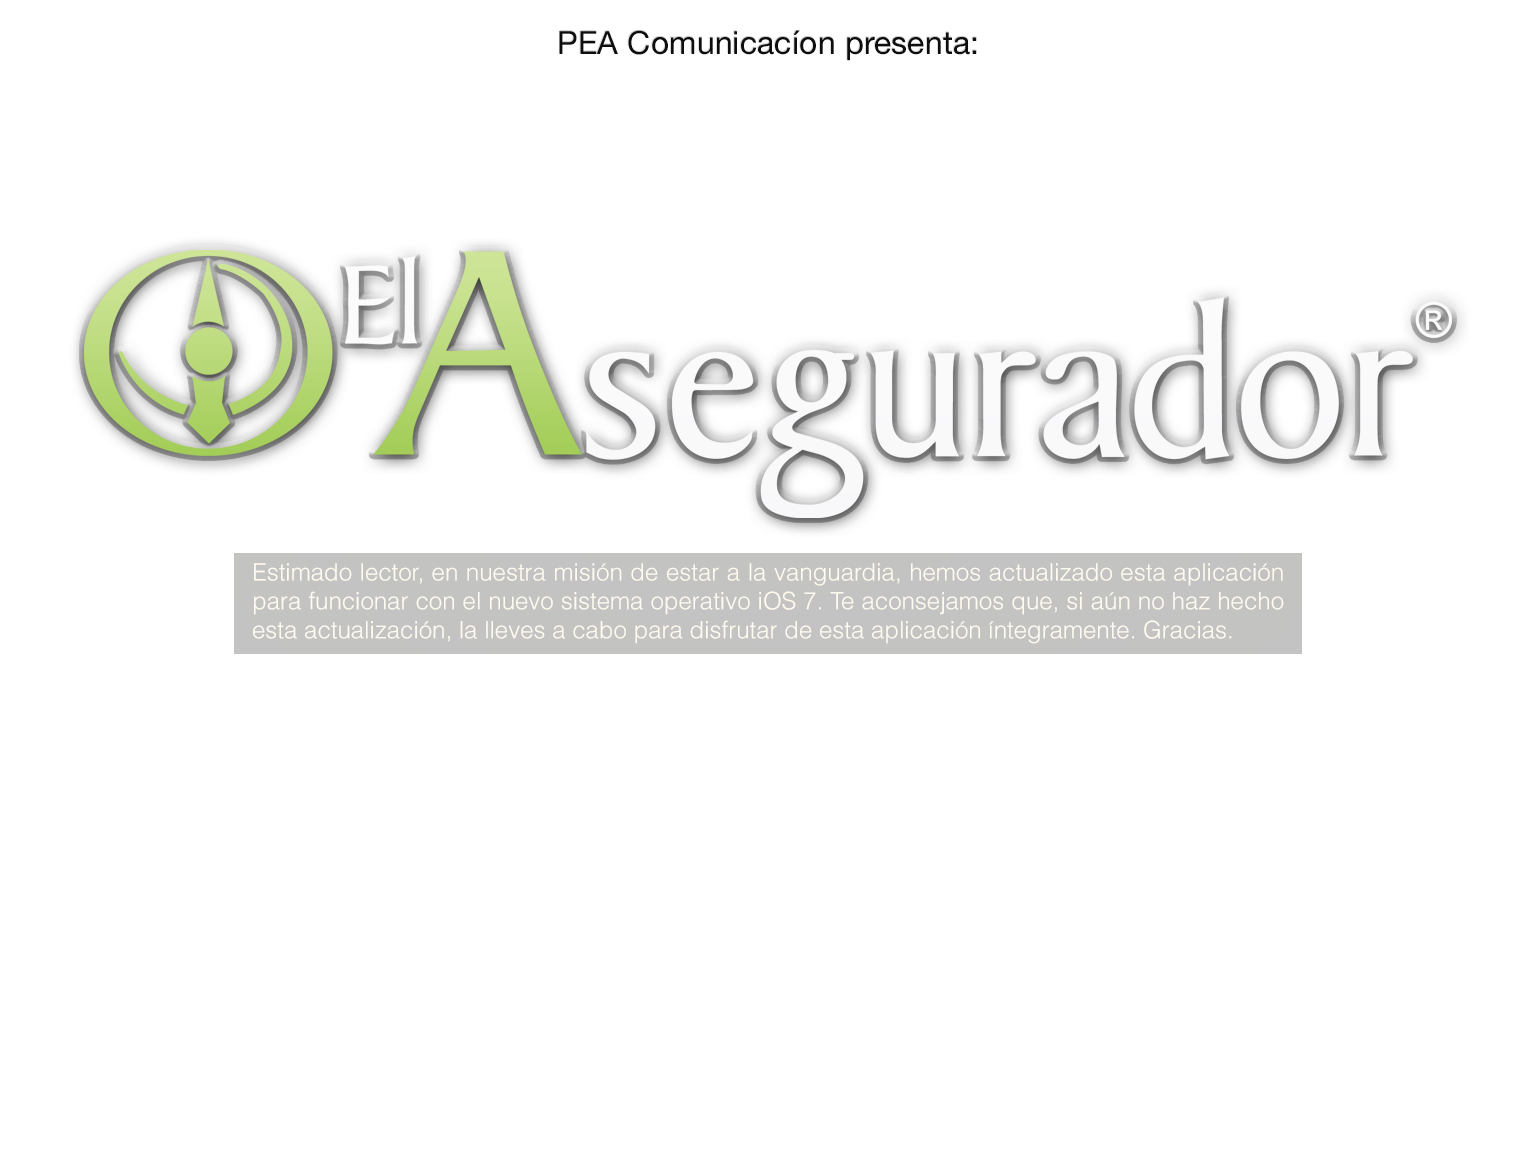 PEA Comunicacíon presenta:
El Asegurador®
Estimado lector, en nuestra misión de estar a la vanguardia, hemos actualizado esta aplicación
para funcionar con el nuevo sistema operativo iOS 7. Te aconsejamos que, si aún no haz hecho
esta actualización, la lleves a cabo para disfrutar de esta aplicación íntegramente. Gracias.